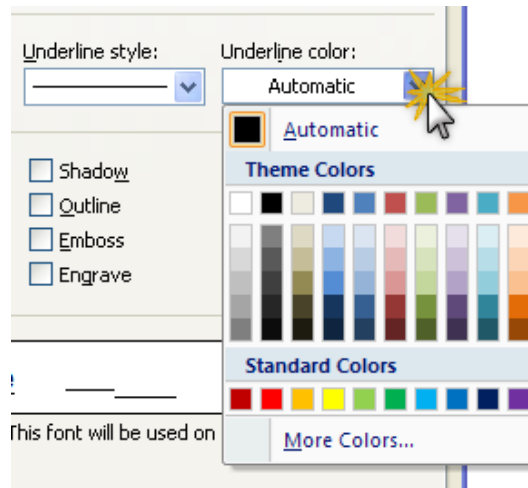 Underline style: Underline color:
Automatic
Automatic
Theme Colors
Shadow
Outline
Emboss
Engrave
Standard Colors
This font will be used on
More Colors...